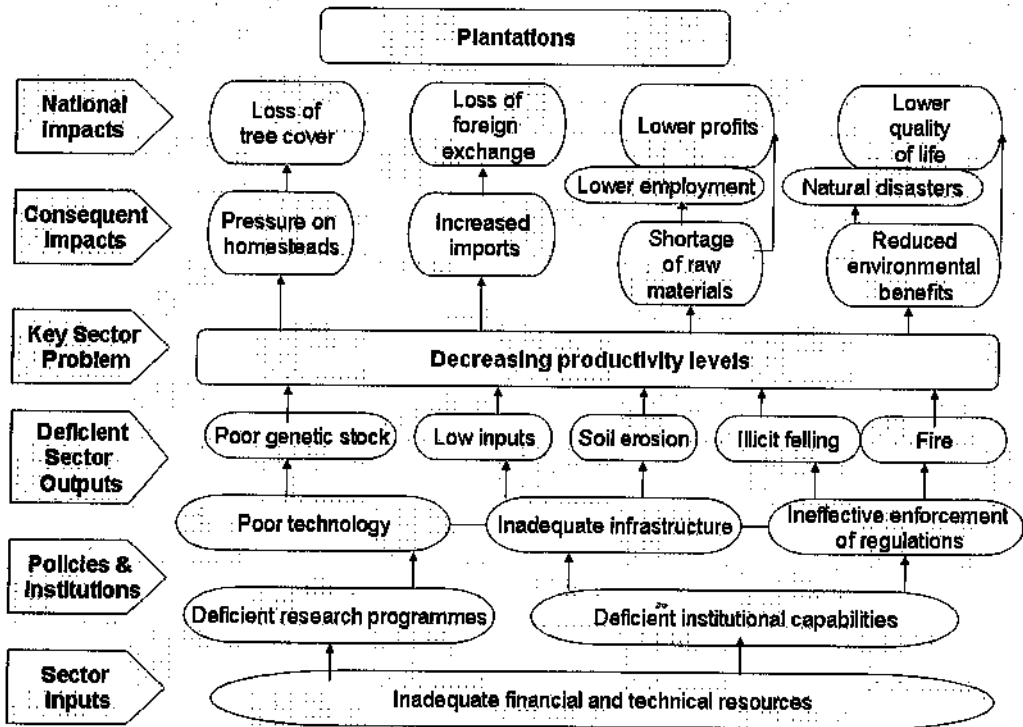 Plantations
National
Impacts
Loss of
tree cover
Loss of
foreign
exchange
Lower profits
Lower
quality
of life
Lower employment
Natural disasters
Consequent
Impacts
Pressure on
homesteads
Increased
imports
Shortage
of raw
materials
Reduced
environmental
benefits
Key Sector
Problem
Decreasing productivity levels
Deficient
Sector
Outputs
Poor genetic stock
Low inputs
Soil erosion
Illicit felling
Fire
Poor technology
Inadequate infrastructure
Ineffective enforcement
of regulations
Policies &
Institutions
Deficient research programmes
Deficient institutional capabilities
Sector
Inputs
Inadequate financial and technical resources